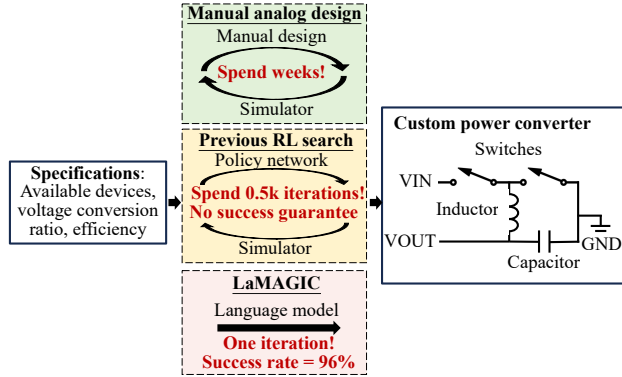 Manual analog design
Manual design
Spend weeks!
Simulator
Specifications:
Available devices,
voltage conversion
ratio, efficiency
Previous RL search
Policy network
Spend 0.5k iterations!
No success guarantee
Simulator
LaMAGIC
Language model
One iteration!
Success rate = 96%
Custom power converter
Switches
VIN
Inductor
VOUT
GND
Capacitor